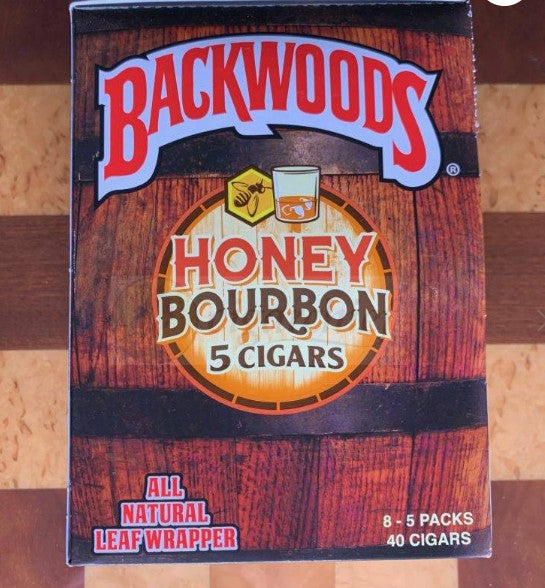 BACKWOODS
®
HONEY
BOURBON
5 CIGARS
ALL
NATURAL
LEAF WRAPPER
8 - 5 PACKS
40 CIGARS